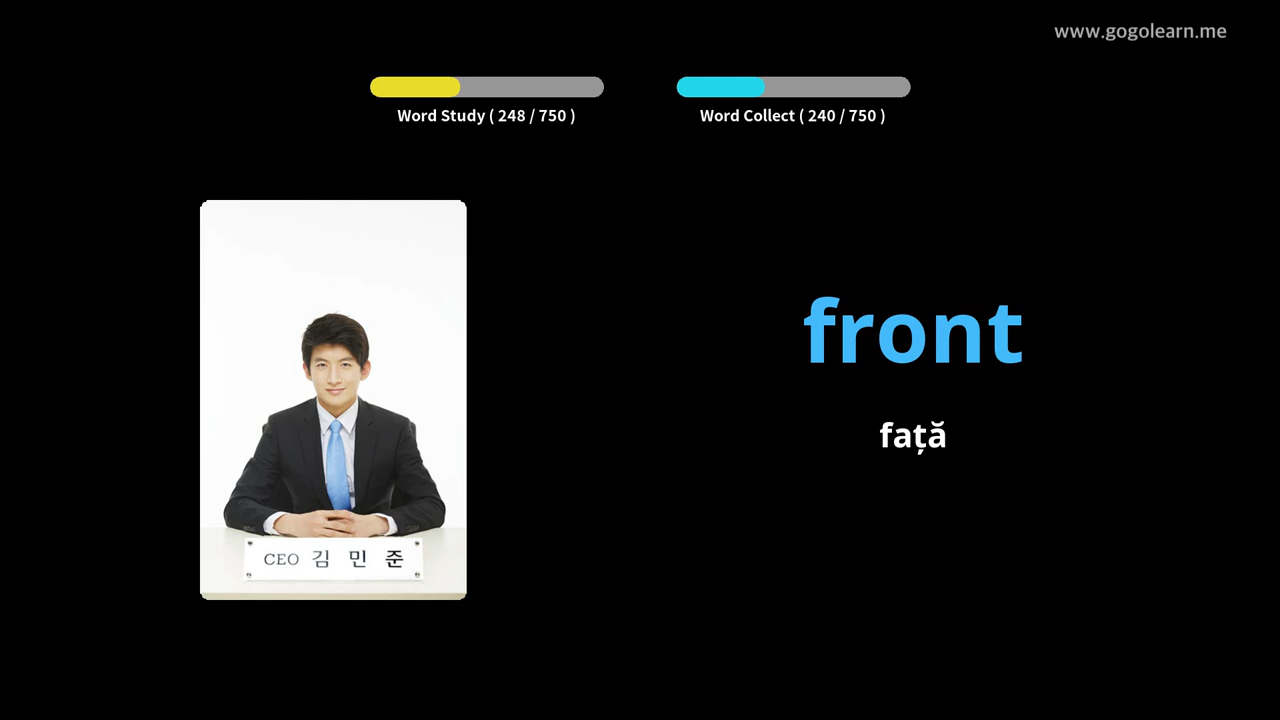 www.gogolearn.me
Word Study ( 248 / 750 )
Word Collect ( 240 / 750 )
front
față
CEO 김 민 준